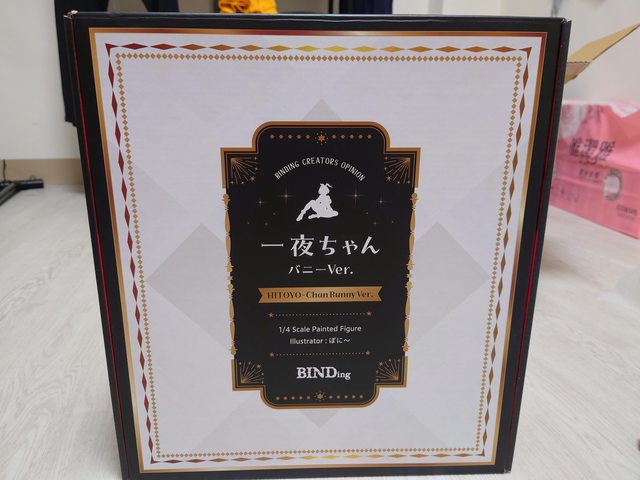 BINDING CREATORS OPINION
一夜ちゃん
バニーVer.
HITOYO-Chan Bunny Ver.
1/4 Scale Painted Figure
Illustrator : ぽに〜
BINDing